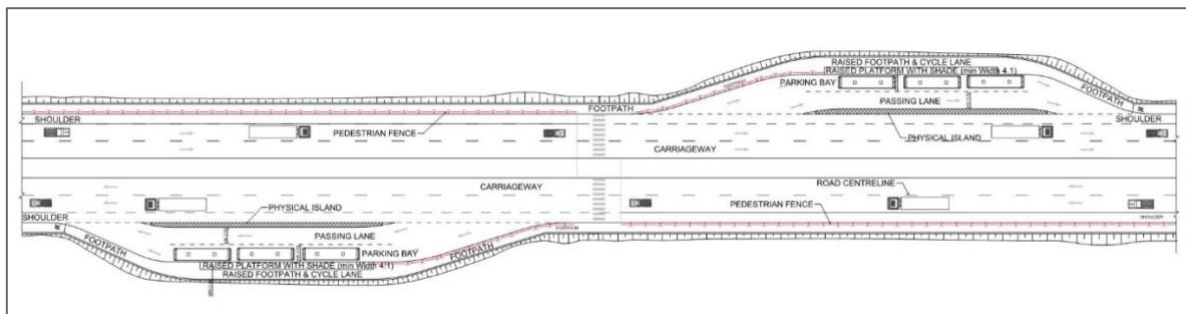 RAISED FOOTPATH & CYCLE LANE
RAISED PLATFORM WITH SHADE (min Width 4.1)
PARKING BAY
FOOTPATH
PASSING LANE
FOOTPATH
SHOULDER
SHOULDER
PEDESTRIAN FENCE
PHYSICAL ISLAND
CARRIAGEWAY
CARRIAGEWAY
ROAD CENTRELINE
PHYSICAL ISLAND
PEDESTRIAN FENCE
SHOULDER
SHOULDER
FOOTPATH
PASSING LANE
FOOTPATH
PARKING BAY
RAISED PLATFORM WITH SHADE (min Width 4.1)
RAISED FOOTPATH & CYCLE LANE